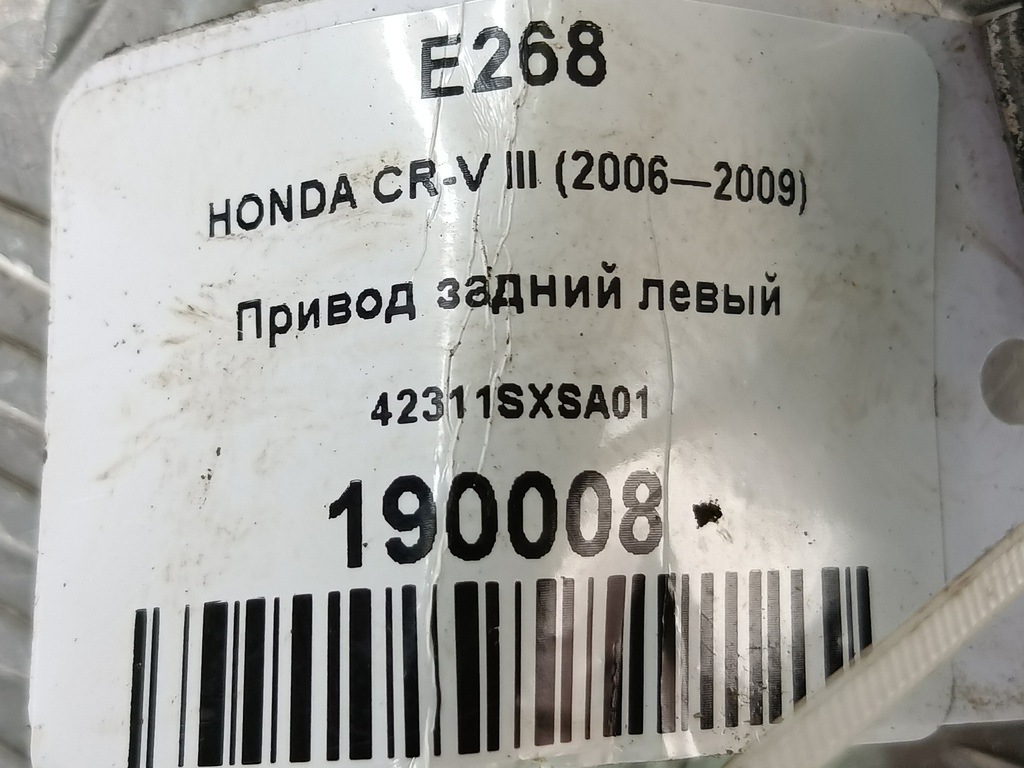 E268
HONDA CR-V III (2006—2009)
Привод задний левый
42311SXSA01
190008